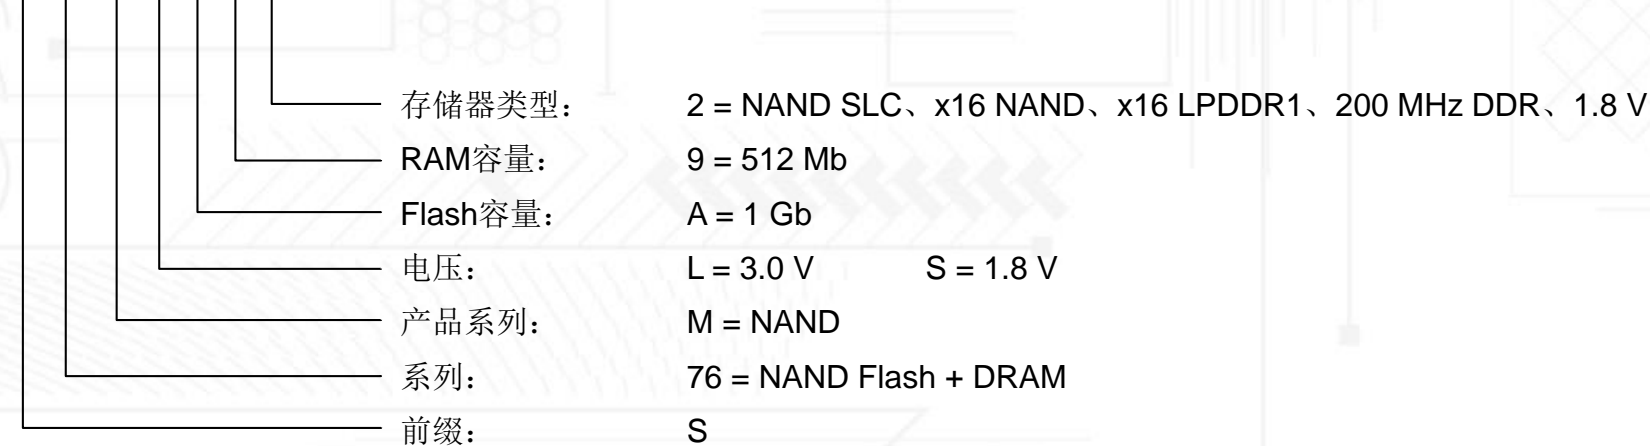 存储器类型： 2 = NAND SLC、x16 NAND、x16 LPDDR1、200 MHz DDR、1.8 V
RAM容量： 9 = 512 Mb
Flash容量： A = 1 Gb
电压： L = 3.0 V S = 1.8 V
产品系列： M = NAND
系列： 76 = NAND Flash + DRAM
前缀： S